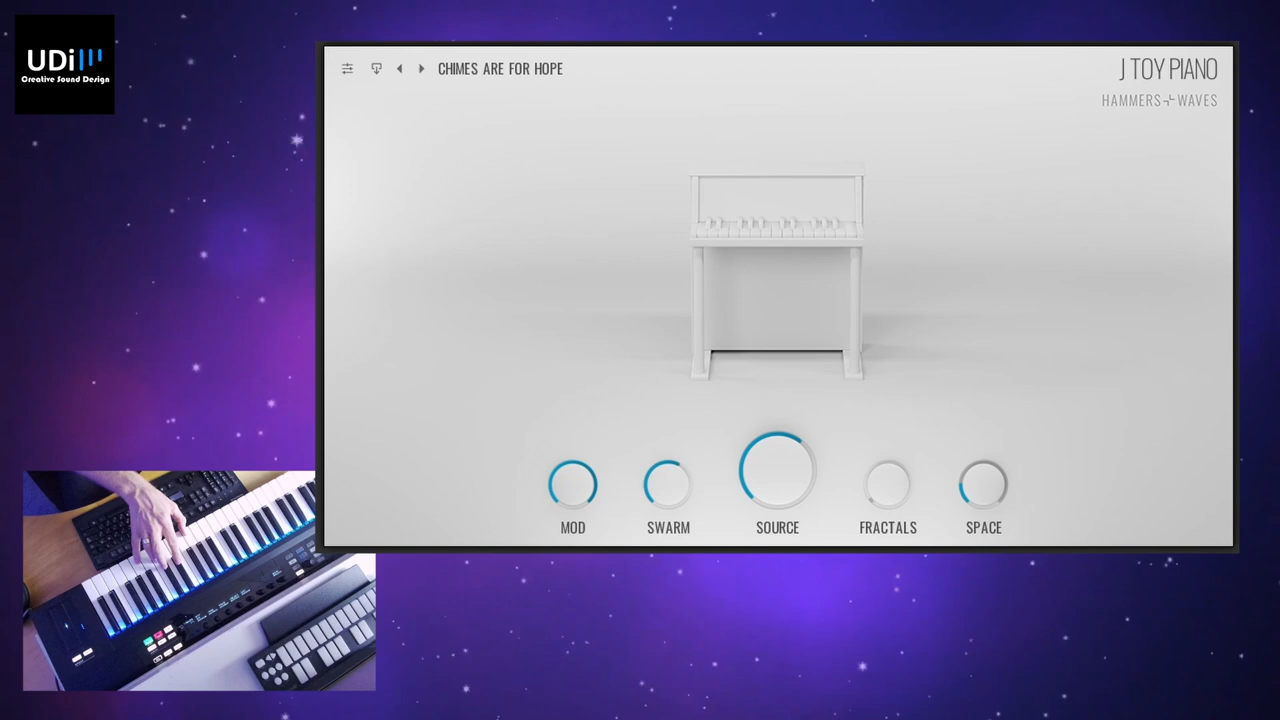 UDi
Creative Sound Design
CHIMES ARE FOR HOPE
J TOY PIANO
HAMMERS WAVES
MOD
SWARM
SOURCE
FRACTALS
SPACE